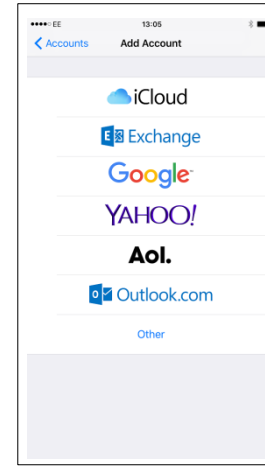 EE 13:05
Accounts Add Account
iCloud
E Exchange
Google
YAHOO!
Aol.
o Outlook.com
Other